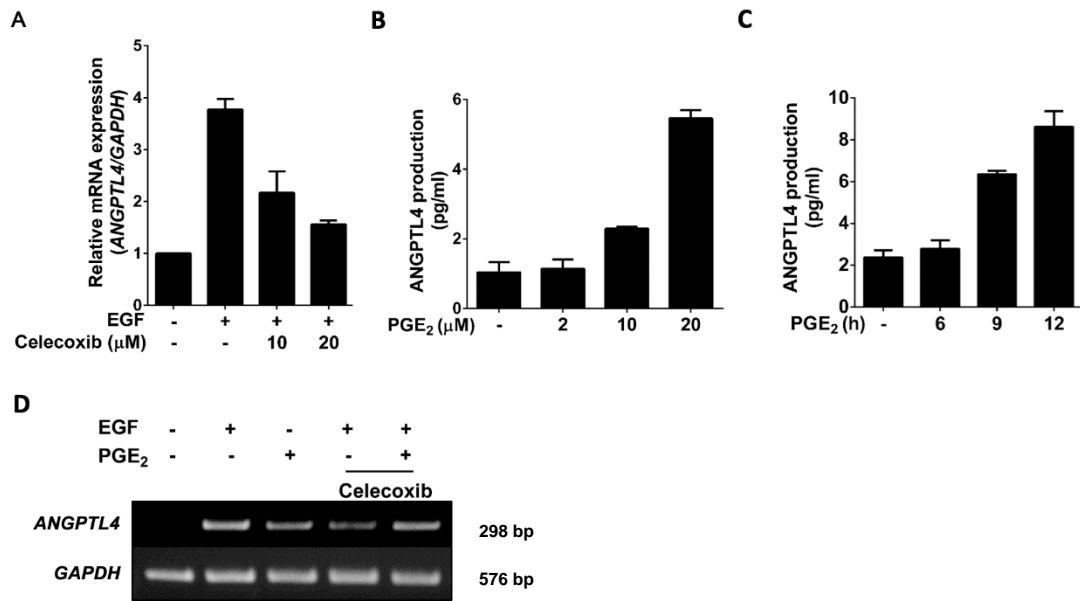 A
Relative mRNA expression
(ANGPTL4/GAPDH)
5
4
3
2
1
0
EGF - + + +
Celecoxib (μM) - - 10 20
B
ANGPTL4 production
(pg/ml)
6
4
2
0
PGE2 (μM) - 2 10 20
C
ANGPTL4 production
(pg/ml)
10
8
6
4
2
0
PGE2 (h) - 6 9 12
D
EGF - + - + +
PGE2 - - + - +
Celecoxib
ANGPTL4 298 bp
GAPDH 576 bp